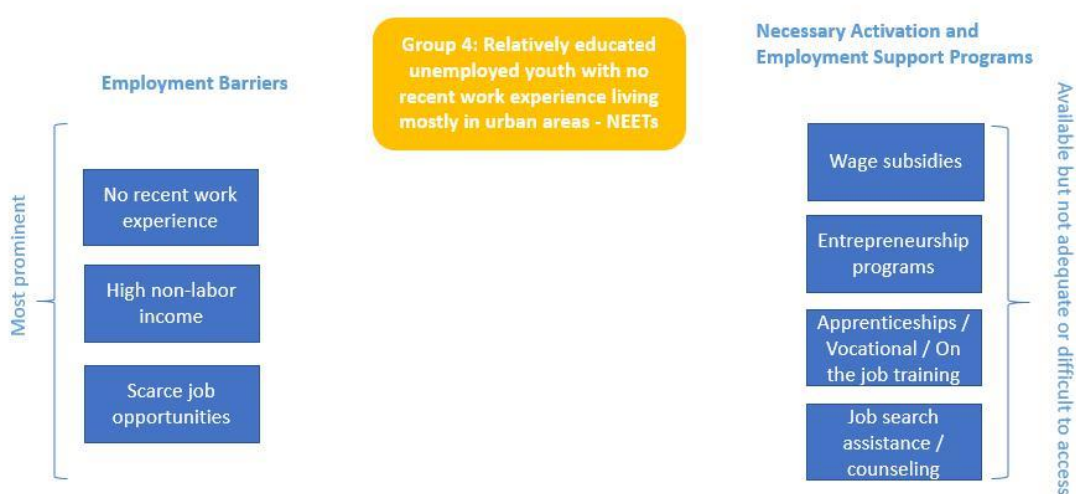 Group 4: Relatively educated
unemployed youth with no
recent work experience living
mostly in urban areas - NEETs
Employment Barriers
Most prominent
No recent work
experience
High non-labor
income
Scarce job
opportunities
Necessary Activation and
Employment Support Programs
Wage subsidies
Entrepreneurship
programs
Apprenticeships /
Vocational / On
the job training
Job search
assistance /
counseling
Available but not adequate or difficult to access